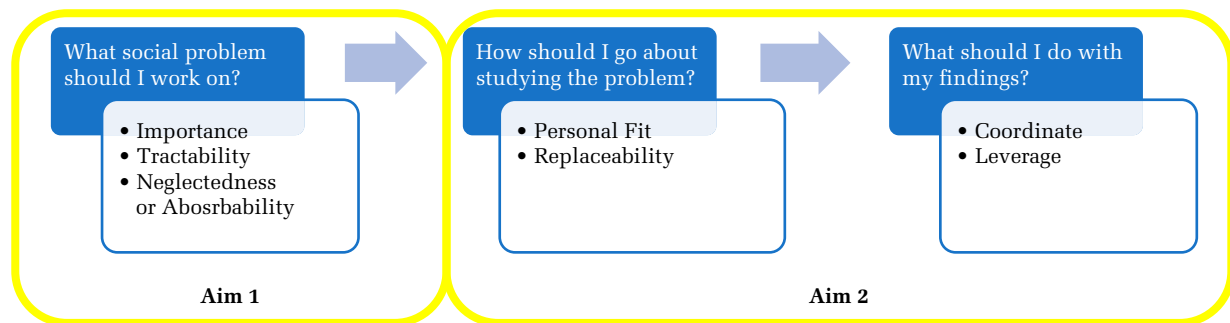 What social problem
should I work on?
• Importance
• Tractability
• Neglectedness
or Abosrbability
How should I go about
studying the problem?
• Personal Fit
• Replaceability
What should I do with
my findings?
• Coordinate
• Leverage
Aim 1
Aim 2